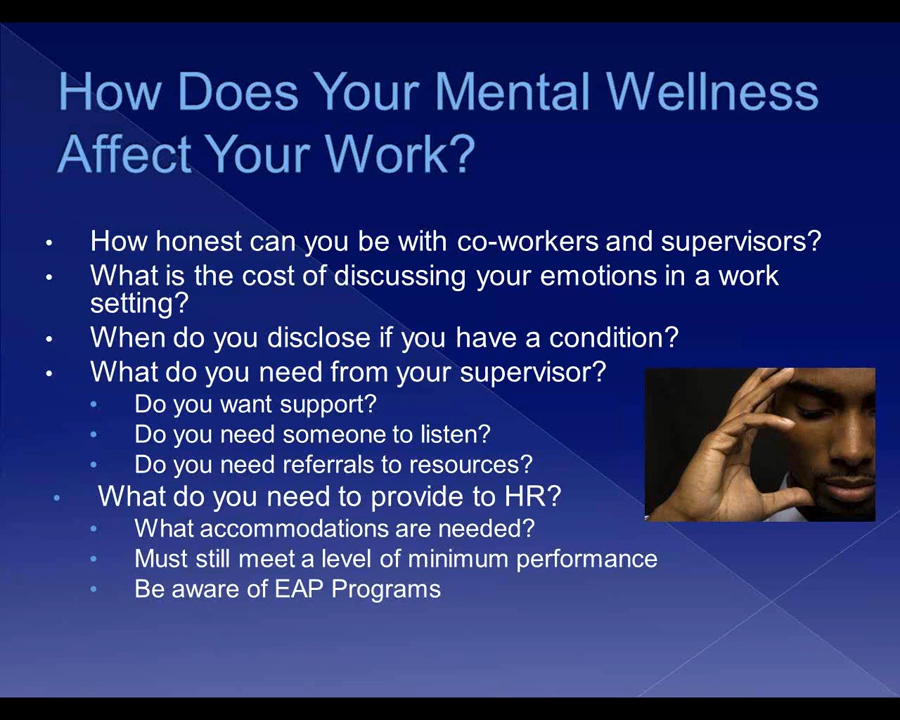 How Does Your Mental Wellness
Affect Your Work?
• How honest can you be with co-workers and supervisors?
• What is the cost of discussing your emotions in a work
setting?
• When do you disclose if you have a condition?
• What do you need from your supervisor?
• Do you want support?
• Do you need someone to listen?
• Do you need referrals to resources?
• What do you need to provide to HR?
• What accommodations are needed?
• Must still meet a level of minimum performance
• Be aware of EAP Programs